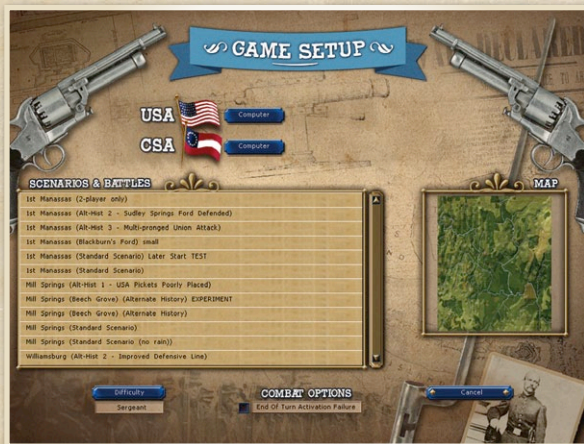 GAME SETUP
USA Computer
CSA Computer
SCENARIOS & BATTLES
MAP
1st Manassas (2-player only)
1st Manassas (Alt-Hist 2 - Sudley Springs Ford Defended)
1st Manassas (Alt-Hist 3 - Multi-pronged Union Attack)
1st Manassas (Blackburn's Ford) small
1st Manassas (Standard Scenario) Later Start TEST
1st Manassas (Standard Scenario)
Mill Springs (Alt-Hist 1 - USA Pickets Poorly Placed)
Mill Springs (Beech Grove) (Alternate History) EXPERIMENT
Mill Springs (Beech Grove) (Alternate History)
Mill Springs (Standard Scenario)
Mill Springs (Standard Scenario (no rain))
Williamsburg (Alt-Hist 2 - Improved Defensive Line)
Difficulty
Sergeant
COMBAT OPTIONS
End Of Turn Activation Failure
Cancel